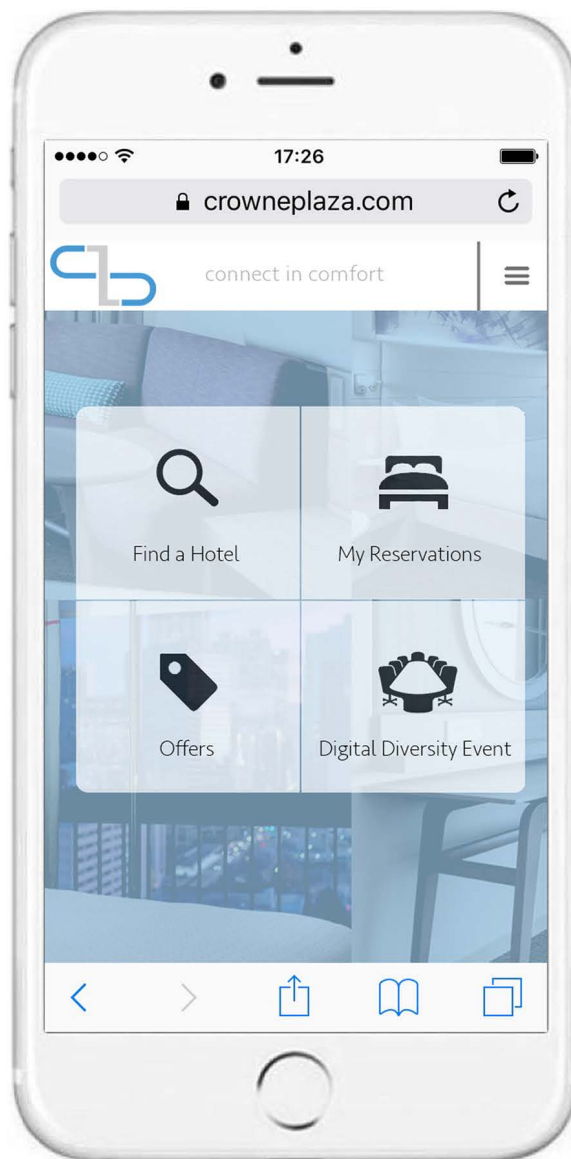 17:26
crowneplaza.com
connect in comfort
Find a Hotel
My Reservations
Offers
Digital Diversity Event